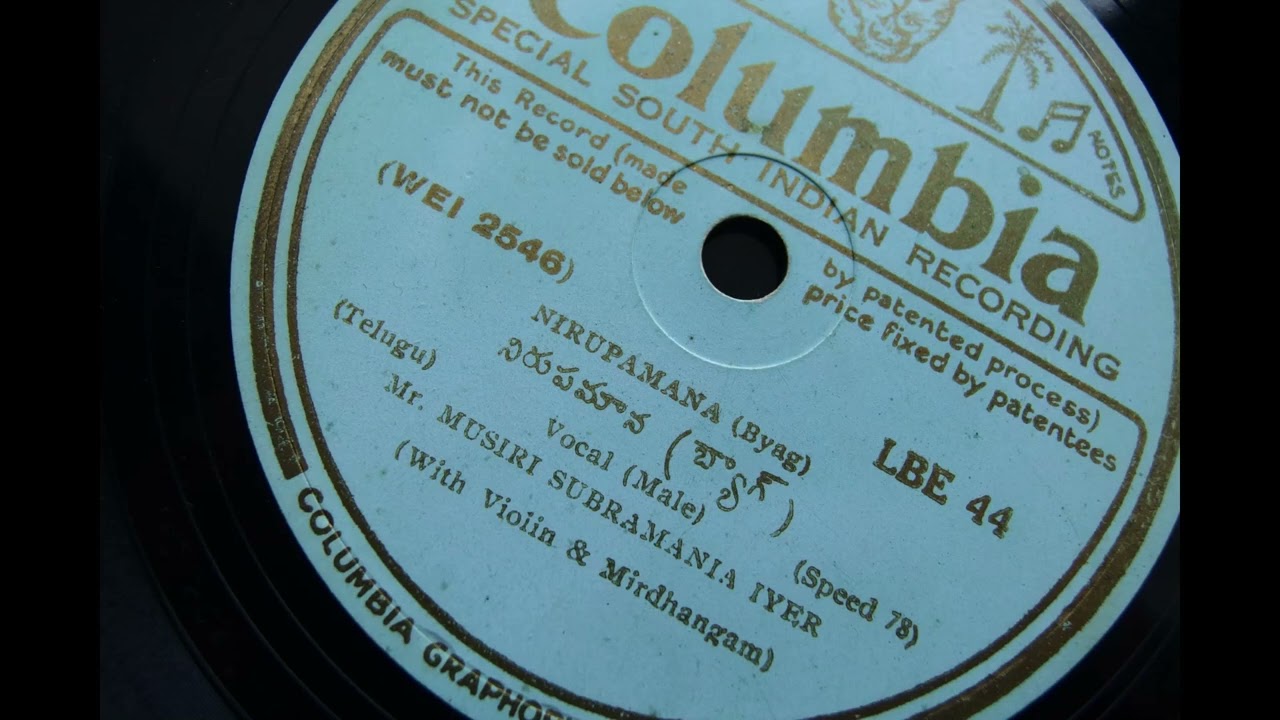 Columbia
NOTES
SPECIAL SOUTH INDIAN RECORDING
This Record (made by patented process)
must not be sold below price fixed by patentees
(WEI 2546)
LBE 44
NIRUPAMANA (Byag)
(Telugu) నిరుపమాన (బ్యాగ్) (Speed 78)
Vocal (Male)
Mr. MUSIRI SUBRAMANIA IYER
(With Violin & Mirdhangam)
COLUMBIA